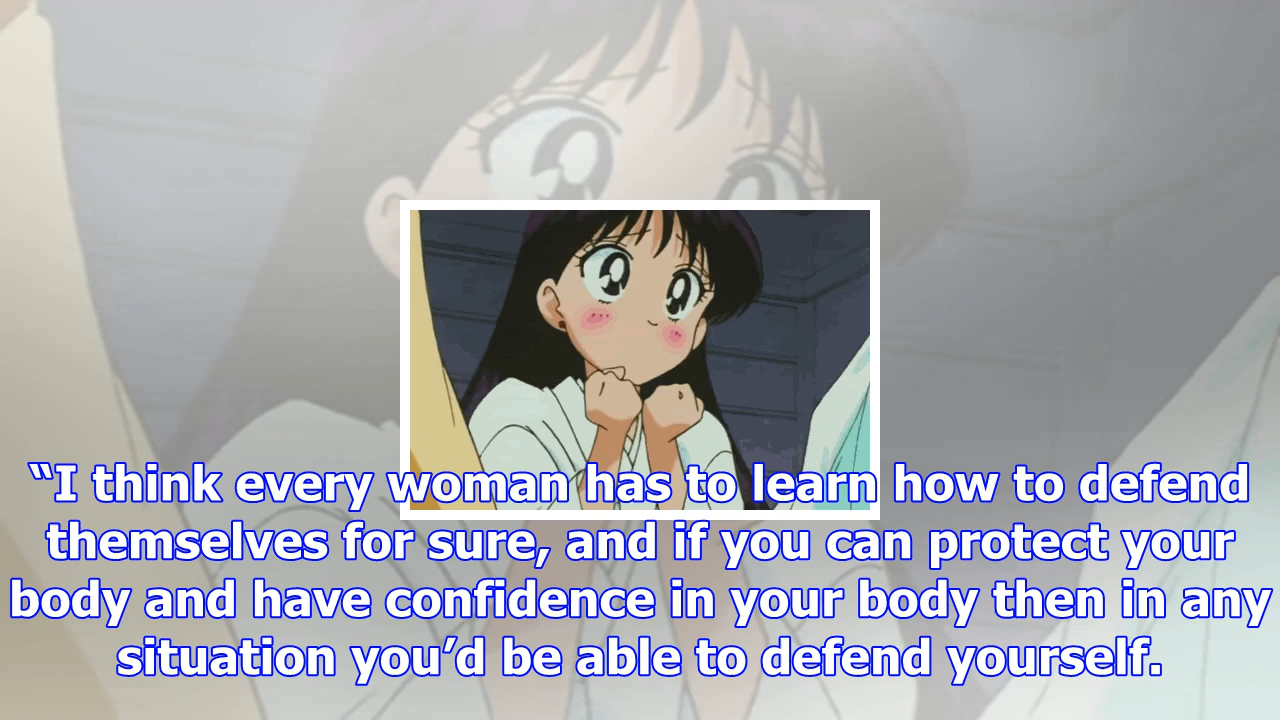 “I think every woman has to learn how to defend
themselves for sure, and if you can protect your
body and have confidence in your body then in any
situation you’d be able to defend yourself.